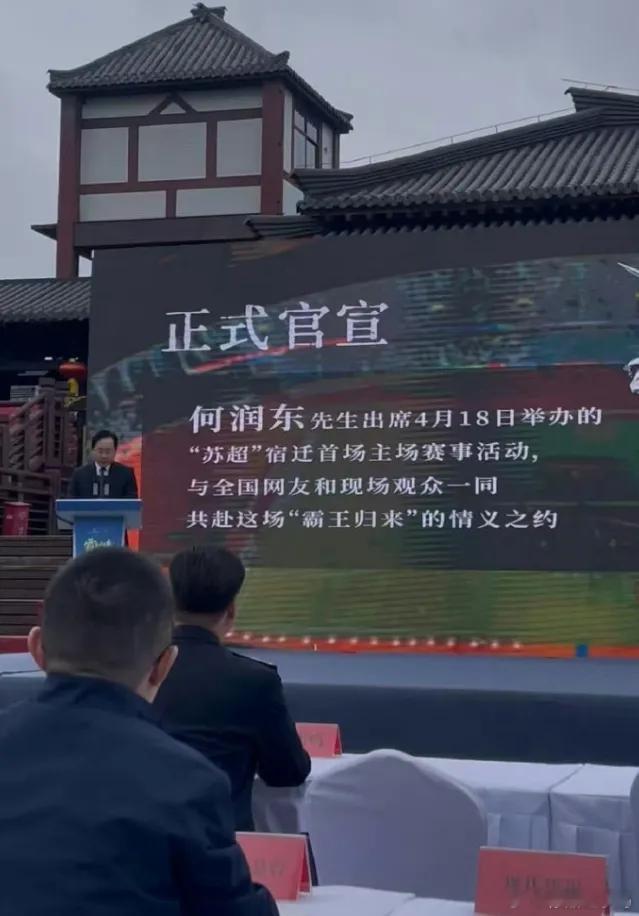 正式官宣
何润东先生出席4月18日举办的
“苏超”宿迁首场主场赛事活动,
与全国网友和现场观众一同
共赴这场“霸王归来”的情义之约